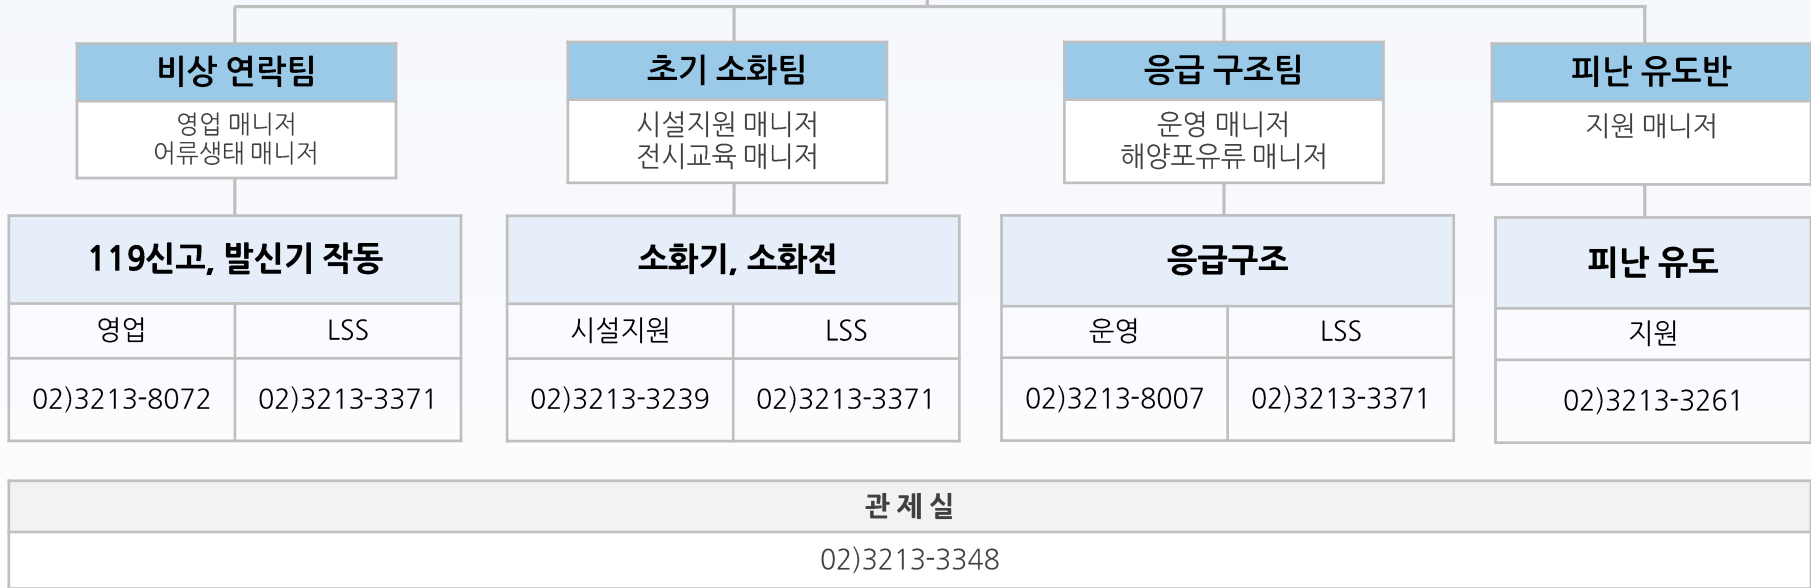 비상 연락팀
영업 매니저
어류생태 매니저
초기 소화팀
시설지원 매니저
전시교육 매니저
응급 구조팀
운영 매니저
해양포유류 매니저
피난 유도반
지원 매니저
119신고, 발신기 작동
영업 LSS
02)3213-8072 02)3213-3371
소화기, 소화전
시설지원 LSS
02)3213-3239 02)3213-3371
응급구조
운영 LSS
02)3213-8007 02)3213-3371
피난 유도
지원
02)3213-3261
관 제 실
02)3213-3348